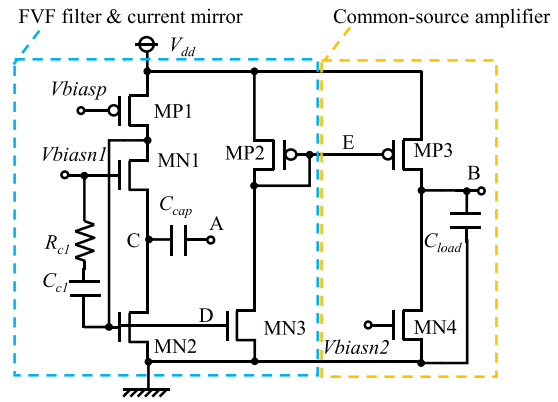 FVF filter & current mirror
Common-source amplifier
Vdd
Vbiasp
MP1
Vbiasn1
MN1
MP2
E
MP3
B
Ccap
A
Rc1
C
Cload
Cc1
D
MN2
MN3
Vbiasn2
MN4